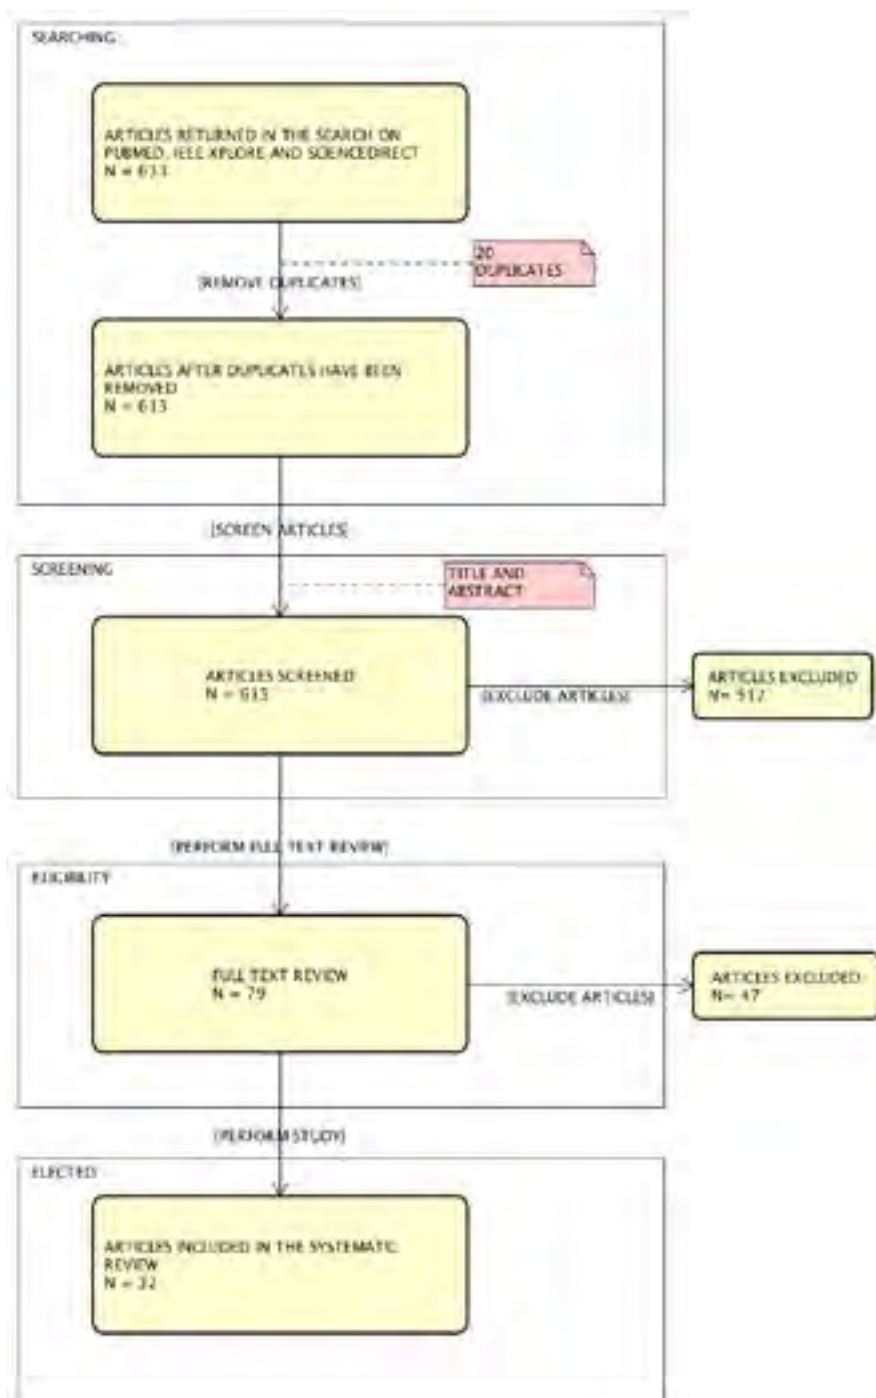 SEARCHING
ARTICLES RETURNED IN THE SEARCH ON
PUBMED, IEEE XPLORE AND SCIENCEDIRECT
N = 633
20
DUPLICATES
[REMOVE DUPLICATES]
ARTICLES AFTER DUPLICATES HAVE BEEN
REMOVED
N = 613
[SCREEN ARTICLES]
SCREENING
TITLE AND
ABSTRACT
ARTICLES SCREENED
N = 613
[EXCLUDE ARTICLES]
ARTICLES EXCLUDED
N=
[PERFORM FULL TEXT REVIEW]
ELIGIBILITY
FULL TEXT REVIEW
N = 79
[EXCLUDE ARTICLES]
ARTICLES EXCLUDED
N= 47
[PERFORM STUDY]
ELECTED
ARTICLES INCLUDED IN THE SYSTEMATIC
REVIEW
N = 32